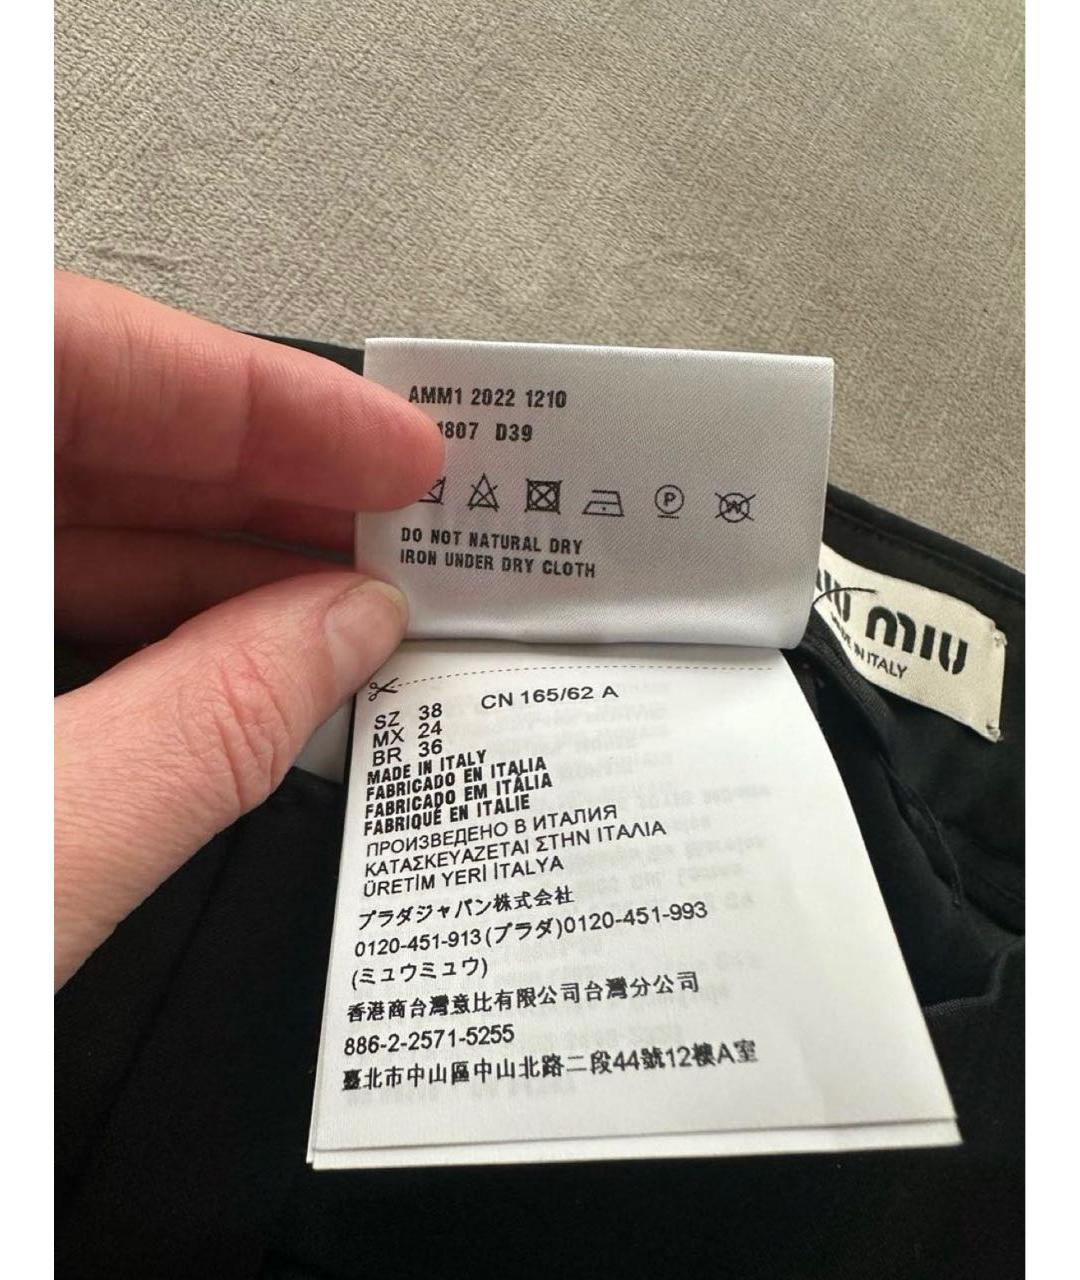 AMM1 2022 1210
1807 D39
P
W
DO NOT NATURAL DRY
IRON UNDER DRY CLOTH
MIU
IN ITALY
CN 165/62 A
SZ 38
MX 24
BR 36
MADE IN ITALY
FABRICADO EN ITALIA
FABRICADO EM ITÁLIA
FABRIQUÉ EN ITALIE
ПРОИЗВЕДЕНО В ИТАЛИЯ
ΚΑΤΑΣΚΕΥΑΖΕΤΑΙ ΣΤΗΝ ΙΤΑΛΙΑ
ÜRETİM YERİ İTALYA
プラダジャパン株式会社
0120-451-913(プラダ)0120-451-993
(ミュウミュウ)
香港商台灣意比有限公司台灣分公司
886-2-2571-5255
臺北市中山區中山北路二段44號12樓A室